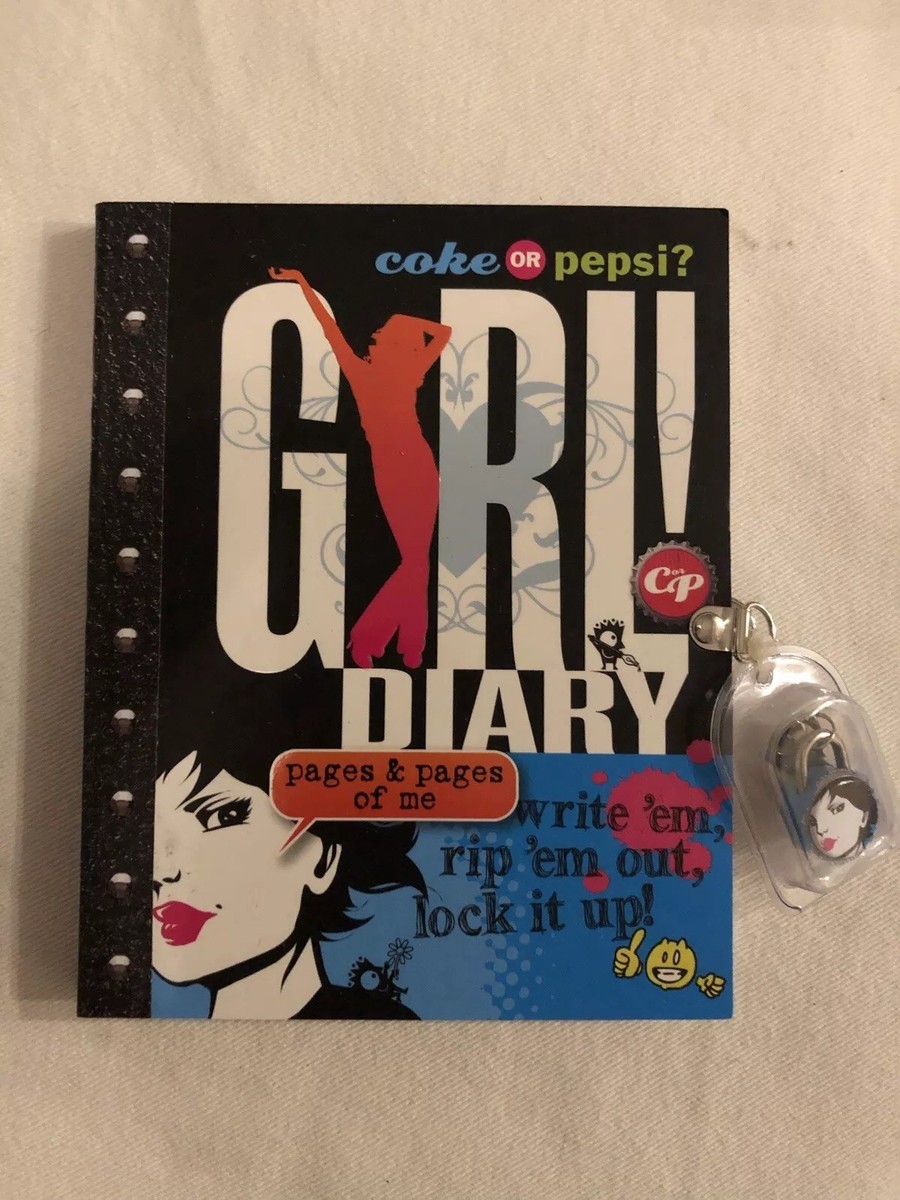 coke OR pepsi?
GIRL!
C or P
DIARY
pages & pages
of me
write 'em,
rip 'em out,
lock it up!